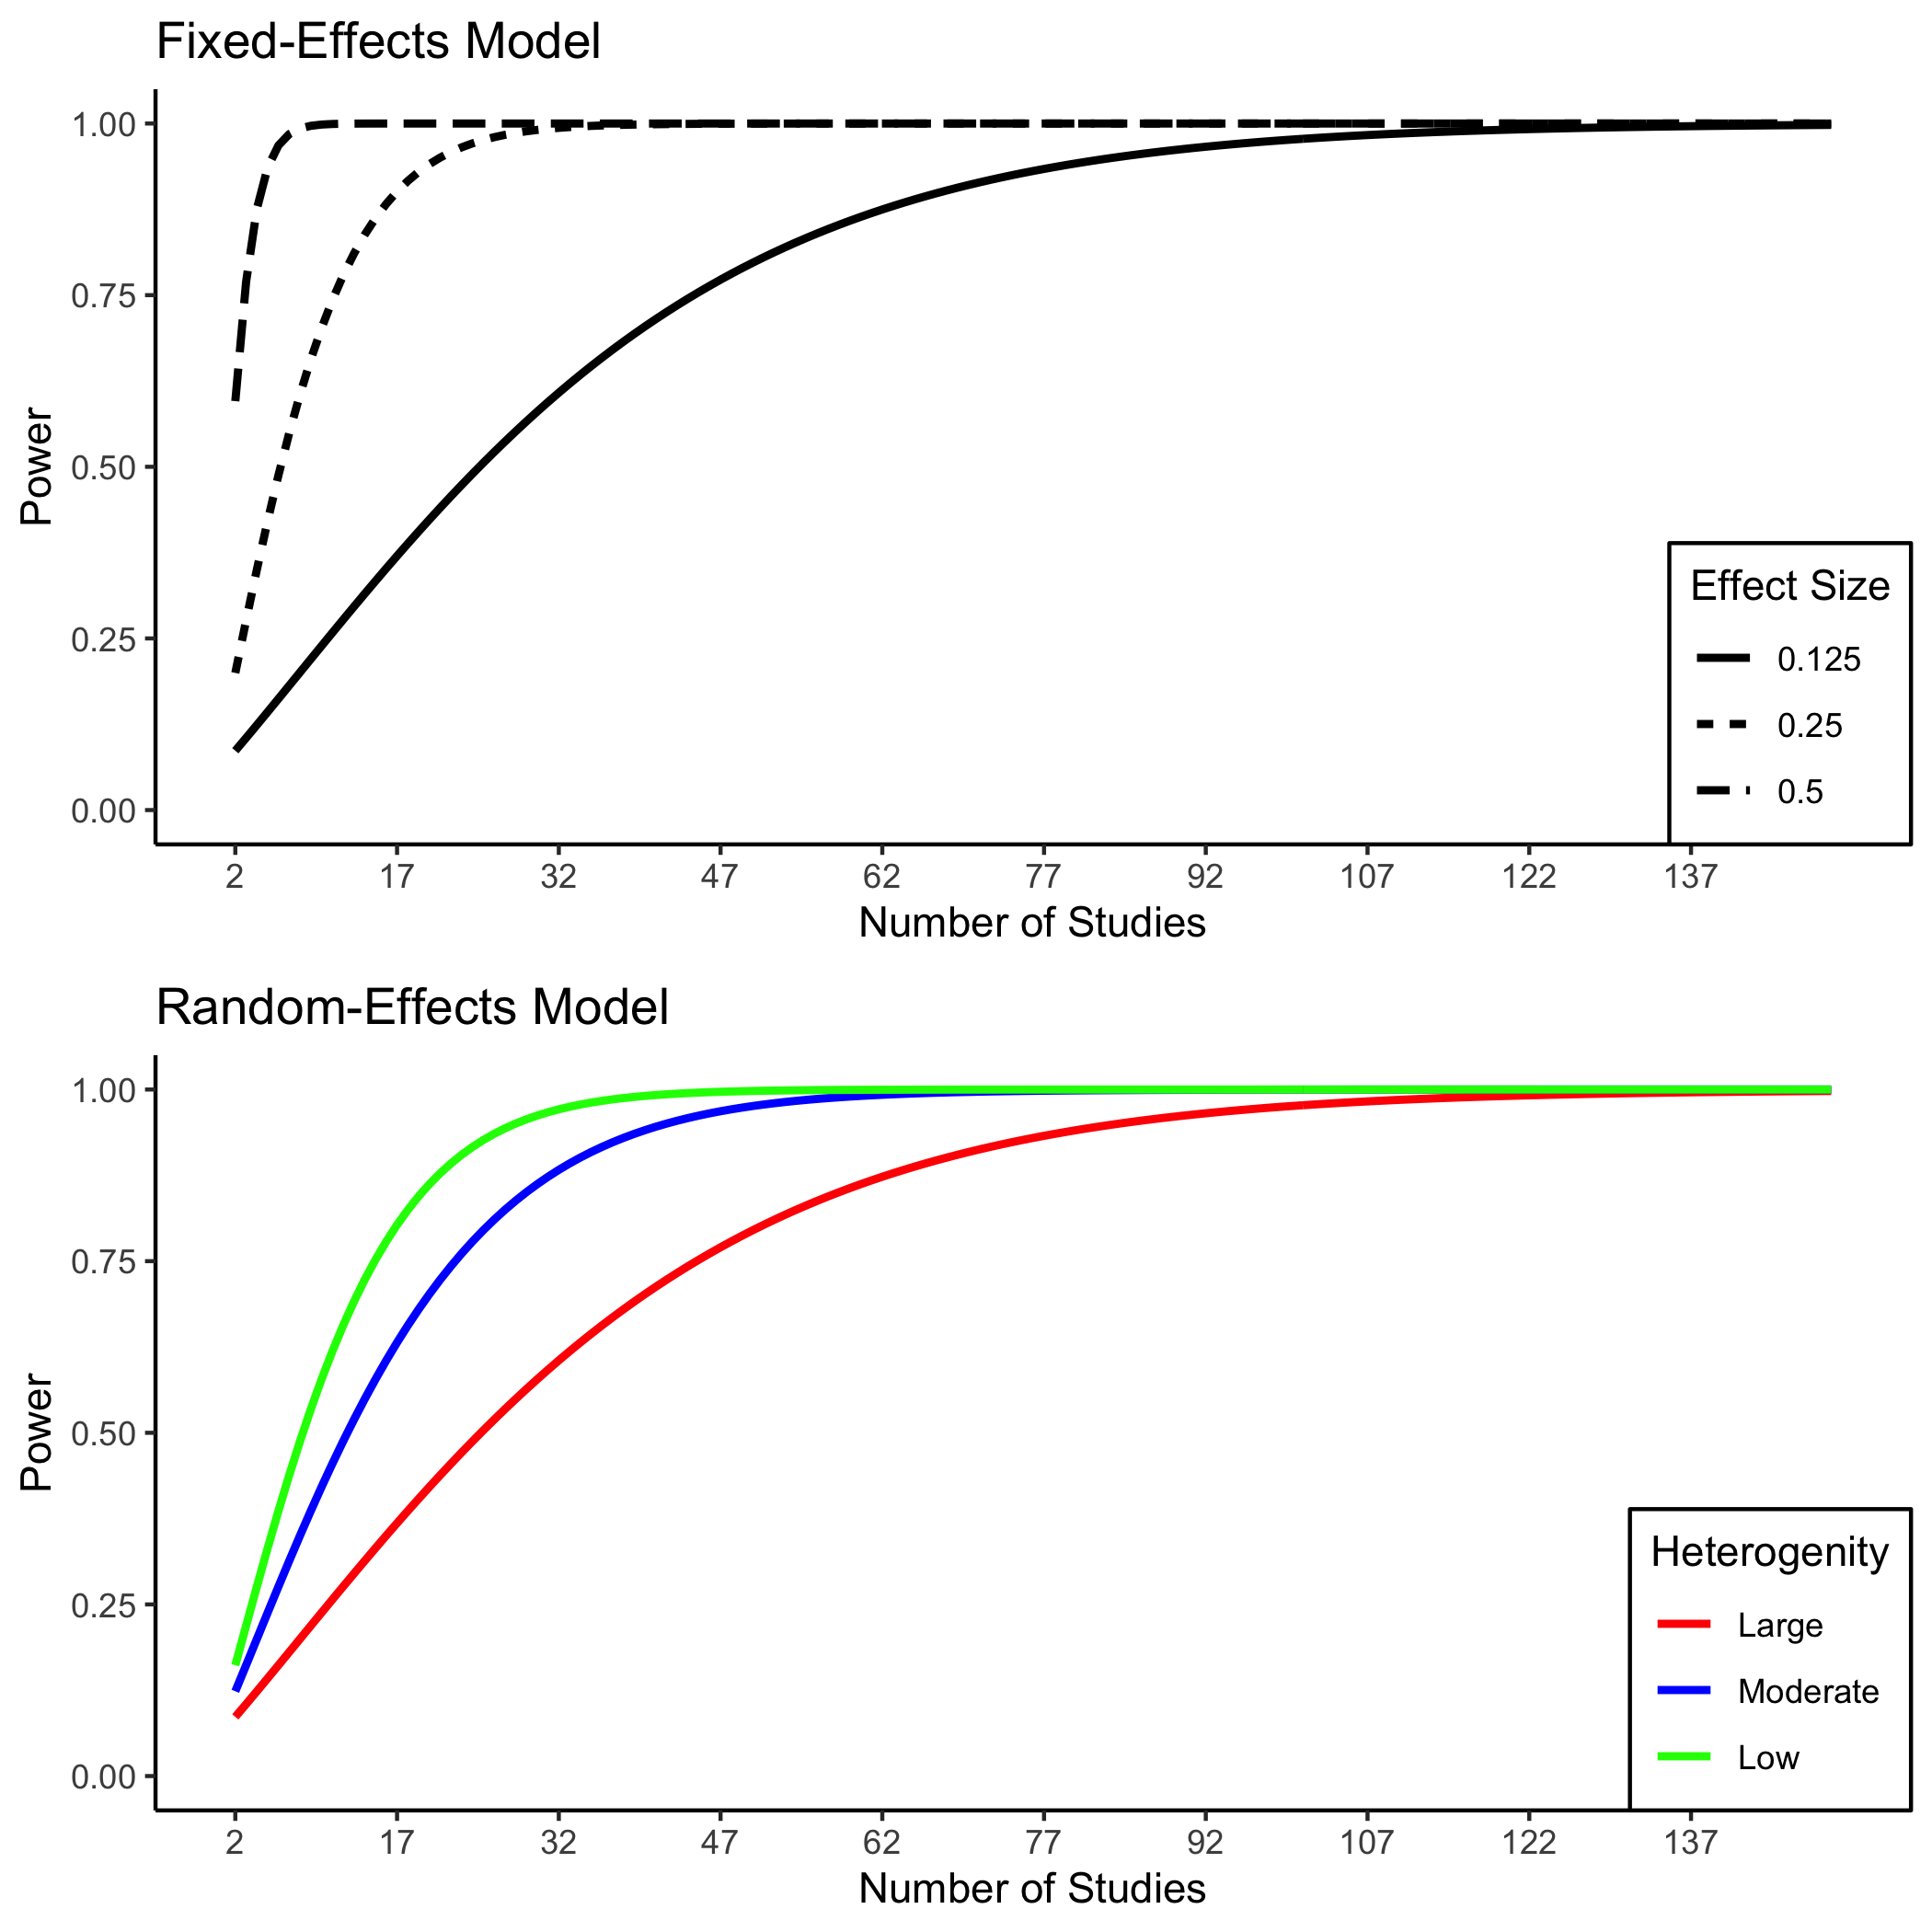 Fixed-Effects Model
1.00
0.75
0.50
0.25
0.00
Power
Effect Size
0.125
0.25
0.5
2 17 32 47 62 77 92 107 122 137
Number of Studies
Random-Effects Model
1.00
0.75
0.50
0.25
0.00
Power
Heterogenity
Large
Moderate
Low
2 17 32 47 62 77 92 107 122 137
Number of Studies